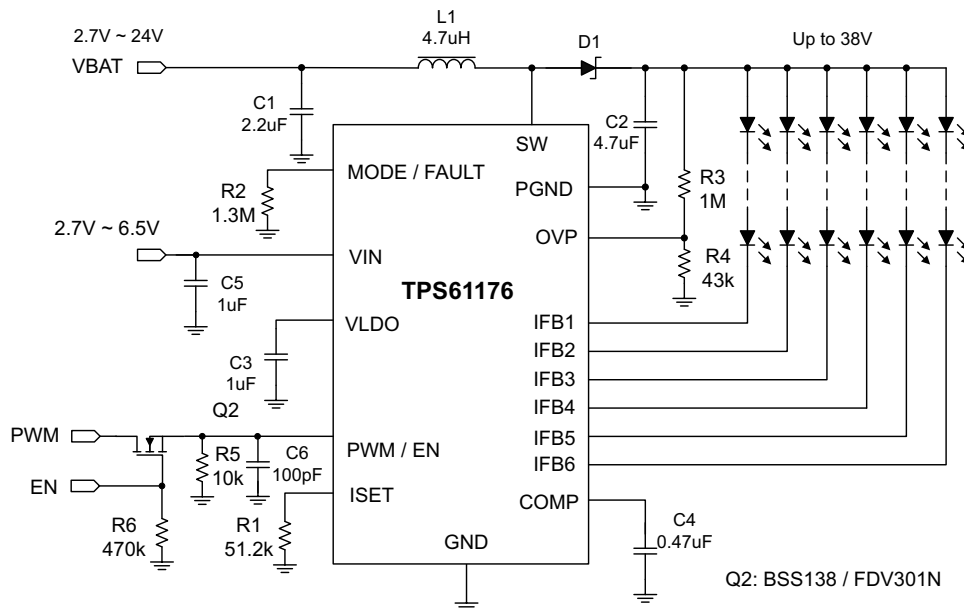 L1
4.7uH
2.7V ~ 24V
VBAT
D1
Up to 38V
C1
2.2uF
C2
4.7uF
SW
MODE / FAULT
R2
1.3M
PGND
R3
1M
2.7V ~ 6.5V
OVP
VIN
R4
43k
C5
1uF
TPS61176
VLDO
IFB1
IFB2
C3
1uF
IFB3
IFB4
Q2
PWM
IFB5
PWM / EN
R5
10k
C6
100pF
IFB6
EN
ISET
COMP
R6
470k
R1
51.2k
C4
0.47uF
GND
Q2: BSS138 / FDV301N